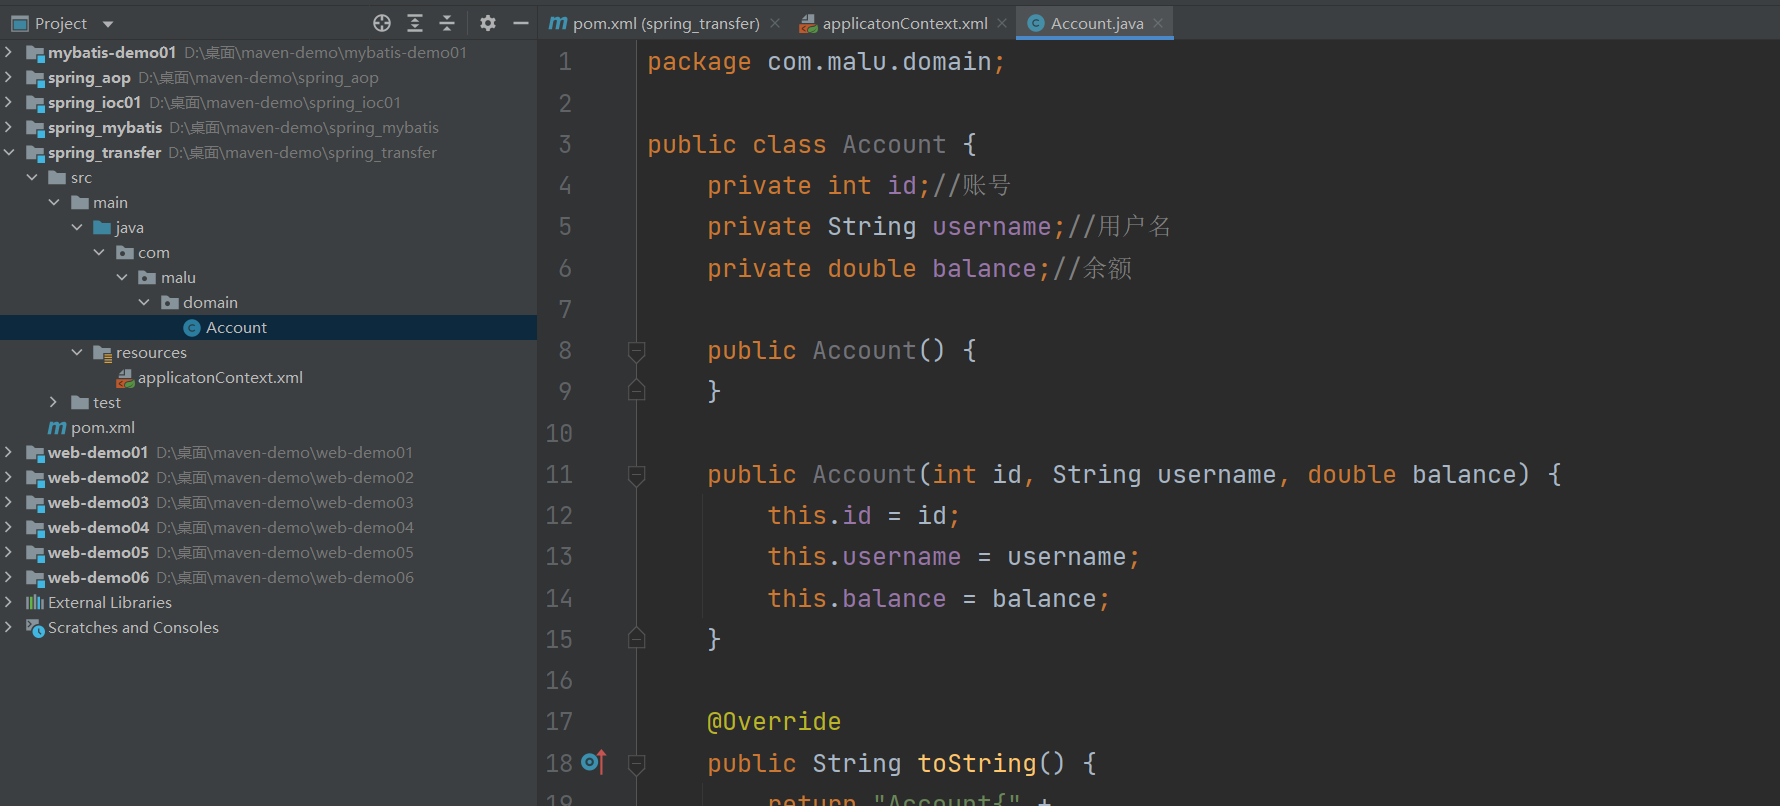 Project
mybatis-demo01 D:\桌面\maven-demo\mybatis-demo01
spring_aop D:\桌面\maven-demo\spring_aop
spring_ioc01 D:\桌面\maven-demo\spring_ioc01
spring_mybatis D:\桌面\maven-demo\spring_mybatis
spring_transfer D:\桌面\maven-demo\spring_transfer
src
main
java
com
malu
domain
Account
resources
applicatonContext.xml
test
pom.xml
web-demo01 D:\桌面\maven-demo\web-demo01
web-demo02 D:\桌面\maven-demo\web-demo02
web-demo03 D:\桌面\maven-demo\web-demo03
web-demo04 D:\桌面\maven-demo\web-demo04
web-demo05 D:\桌面\maven-demo\web-demo05
web-demo06 D:\桌面\maven-demo\web-demo06
External Libraries
Scratches and Consoles
pom.xml (spring_transfer) applicatonContext.xml Account.java
1 package com.malu.domain;
2
3 public class Account {
4 private int id;//账号
5 private String username;//用户名
6 private double balance;//余额
7
8 public Account() {
9 }
10
11 public Account(int id, String username, double balance) {
12 this.id = id;
13 this.username = username;
14 this.balance = balance;
15 }
16
17 @Override
18 public String toString() {
19 return "Account{" +